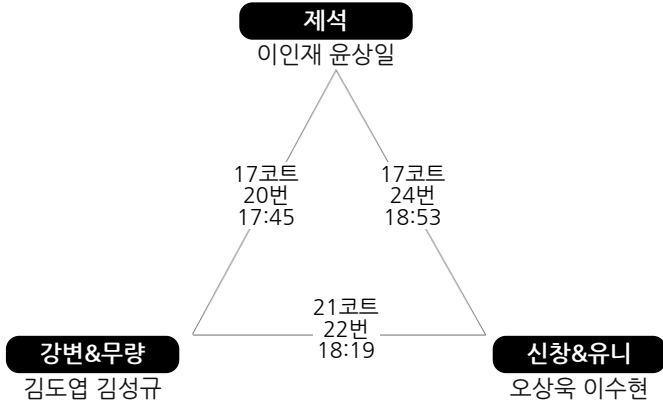 제석
이인재 윤상일
17코트
20번
17:45
17코트
24번
18:53
21코트
22번
18:19
강변&무량
김도엽 김성규
신창&유니
오상욱 이수현